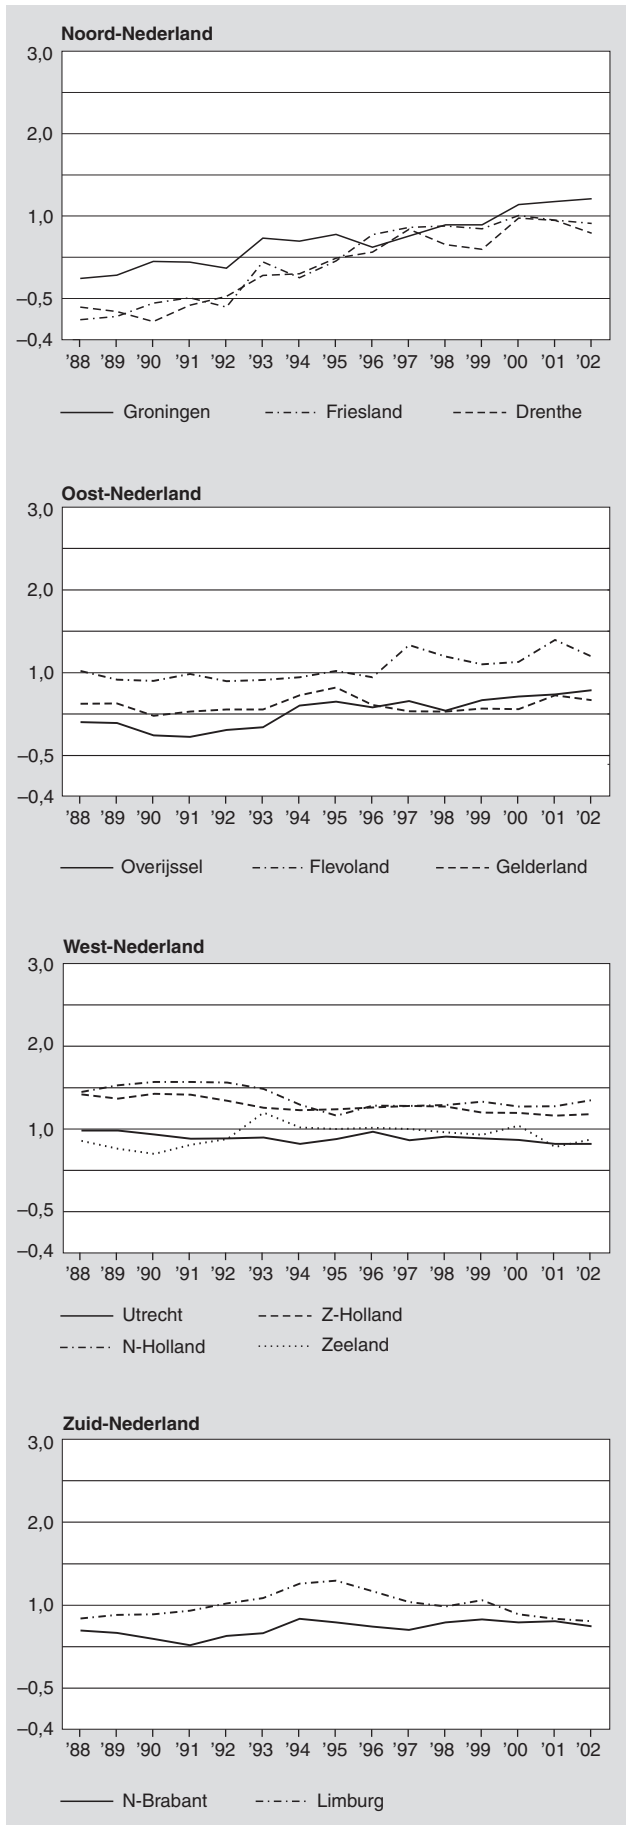 Noord-Nederland
3,0
2,0
1,0
–0,5
–0,4
’88 ’89 ’90 ’91 ’92 ’93 ’94 ’95 ’96 ’97 ’98 ’99 ’00 ’01 ’02
Groningen Friesland Drenthe
Oost-Nederland
3,0
2,0
1,0
–0,5
–0,4
’88 ’89 ’90 ’91 ’92 ’93 ’94 ’95 ’96 ’97 ’98 ’99 ’00 ’01 ’02
Overijssel Flevoland Gelderland
West-Nederland
3,0
2,0
1,0
–0,5
–0,4
’88 ’89 ’90 ’91 ’92 ’93 ’94 ’95 ’96 ’97 ’98 ’99 ’00 ’01 ’02
Utrecht Z-Holland
N-Holland Zeeland
Zuid-Nederland
3,0
2,0
1,0
–0,5
–0,4
’88 ’89 ’90 ’91 ’92 ’93 ’94 ’95 ’96 ’97 ’98 ’99 ’00 ’01 ’02
N-Brabant Limburg